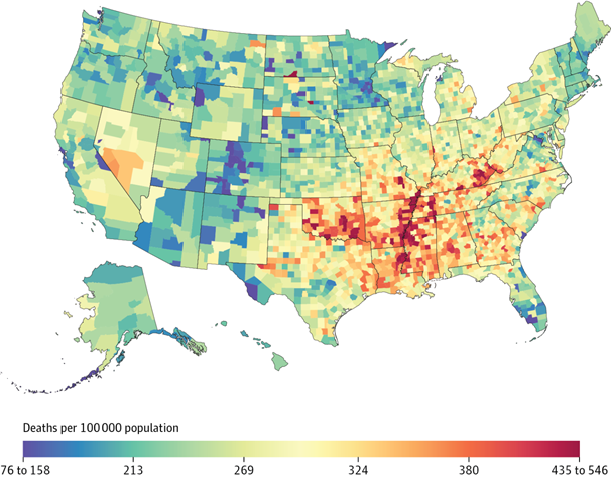 Deaths per 100 000 population
76 to 158 213 269 324 380 435 to 546